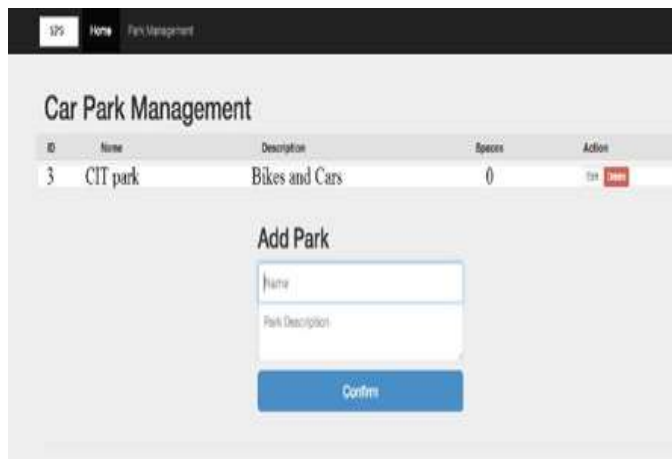 SPS Home Park Management
Car Park Management
ID Name Description Spaces Action
3 CIT park Bikes and Cars 0 Edit Delete
Add Park
Name
Park Description
Confirm